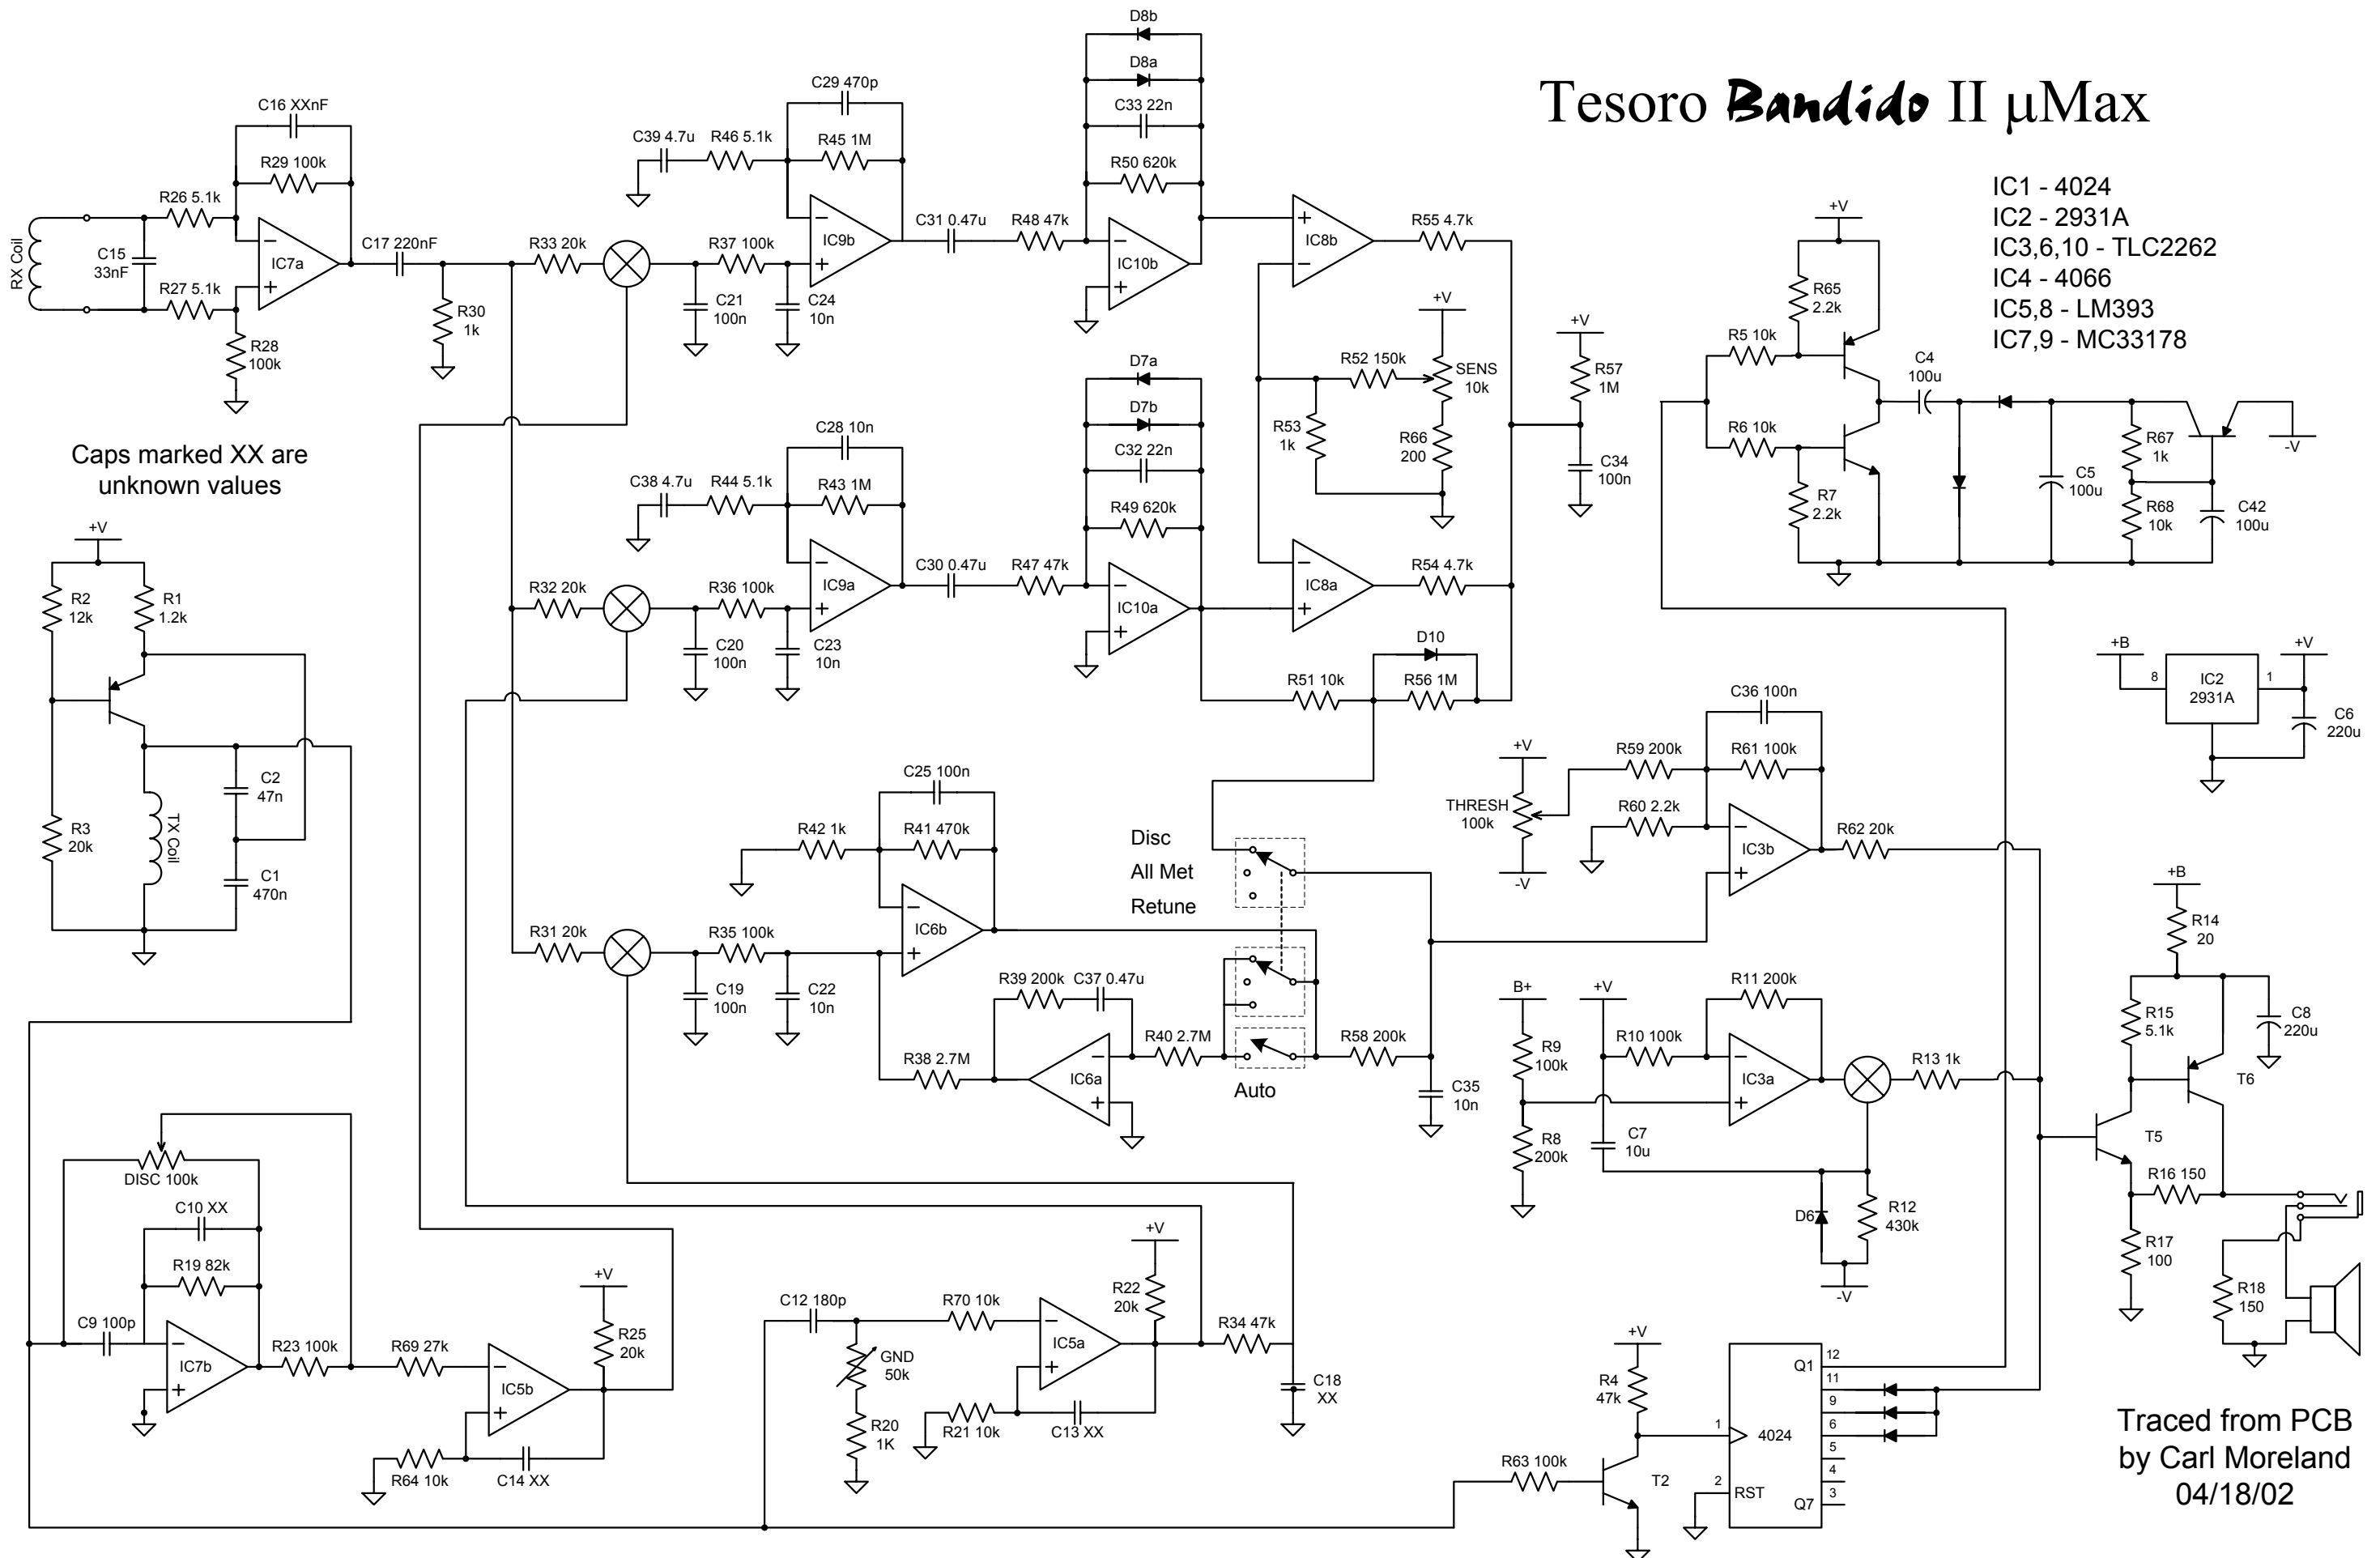 Tesoro Bandido II µMax
IC1 - 4024
IC2 - 2931A
IC3,6,10 - TLC2262
IC4 - 4066
IC5,8 - LM393
IC7,9 - MC33178
D8b
D8a
C33 22n
R50 620k
IC10b
C29 470p
C39 4.7u
R46 5.1k
R45 1M
IC9b
C31 0.47u
R48 47k
C16 XXnF
R29 100k
R26 5.1k
RX Coil
C15
33nF
IC7a
R27 5.1k
R28
100k
C17 220nF
R30
1k
R33 20k
R37 100k
C21
100n
C24
10n
IC8b
R55 4.7k
+V
R52 150k
SENS
10k
R53
1k
R66
200
+V
R57
1M
C34
100n
+V
R65
2.2k
R5 10k
R6 10k
R7
2.2k
C4
100u
C5
100u
R67
1k
R68
10k
C42
100u
-V
Caps marked XX are
unknown values
D7a
D7b
C32 22n
R49 620k
IC10a
C28 10n
C38 4.7u
R44 5.1k
R43 1M
IC9a
C30 0.47u
R47 47k
R32 20k
R36 100k
C20
100n
C23
10n
IC8a
R54 4.7k
D10
R51 10k
R56 1M
+V
R2
12k
R1
1.2k
R3
20k
TX Coil
C2
47n
C1
470n
+B
8
IC2
2931A
1
+V
C6
220u
C36 100n
R59 200k
R61 100k
+V
THRESH
100k
-V
R60 2.2k
IC3b
R62 20k
C25 100n
R42 1k
R41 470k
IC6b
R31 20k
R35 100k
C19
100n
C22
10n
R39 200k
C37 0.47u
R38 2.7M
IC6a
R40 2.7M
Disc
All Met
Retune
Auto
R58 200k
C35
10n
B+
R9
100k
R8
200k
+V
R10 100k
R11 200k
IC3a
C7
10u
R13 1k
D6
R12
430k
-V
+B
R14
20
R15
5.1k
C8
220u
T6
T5
R16 150
R17
100
R18
150
DISC 100k
C10 XX
R19 82k
C9 100p
IC7b
R23 100k
R69 27k
IC5b
+V
R25
20k
R64 10k
C14 XX
C12 180p
GND
50k
R20
1K
R70 10k
IC5a
R21 10k
C13 XX
+V
R22
20k
R34 47k
C18
XX
+V
R4
47k
R63 100k
T2
1
2
4024
RST
Q1
Q7
12
11
9
6
5
4
3
Traced from PCB
by Carl Moreland
04/18/02